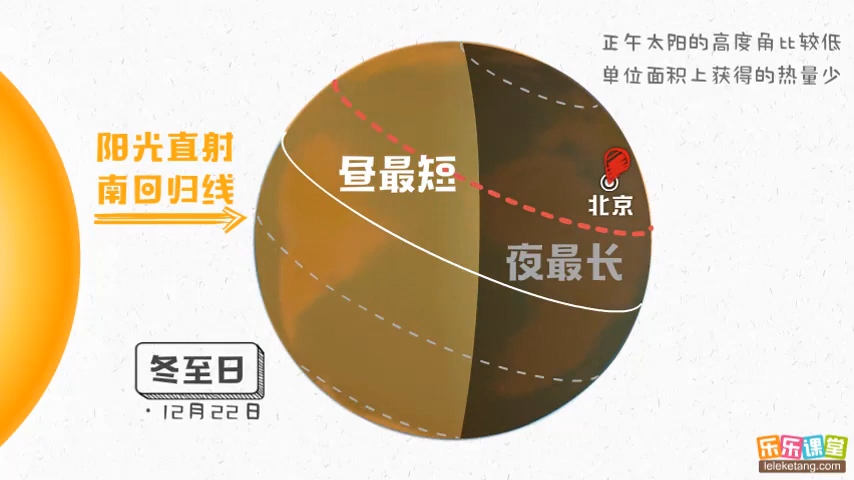 正午太阳的高度角比较低
单位面积上获得的热量少
阳光直射
南回归线
昼最短
北京
夜最长
冬至日
·12月22日
乐乐课堂
leleketang.com